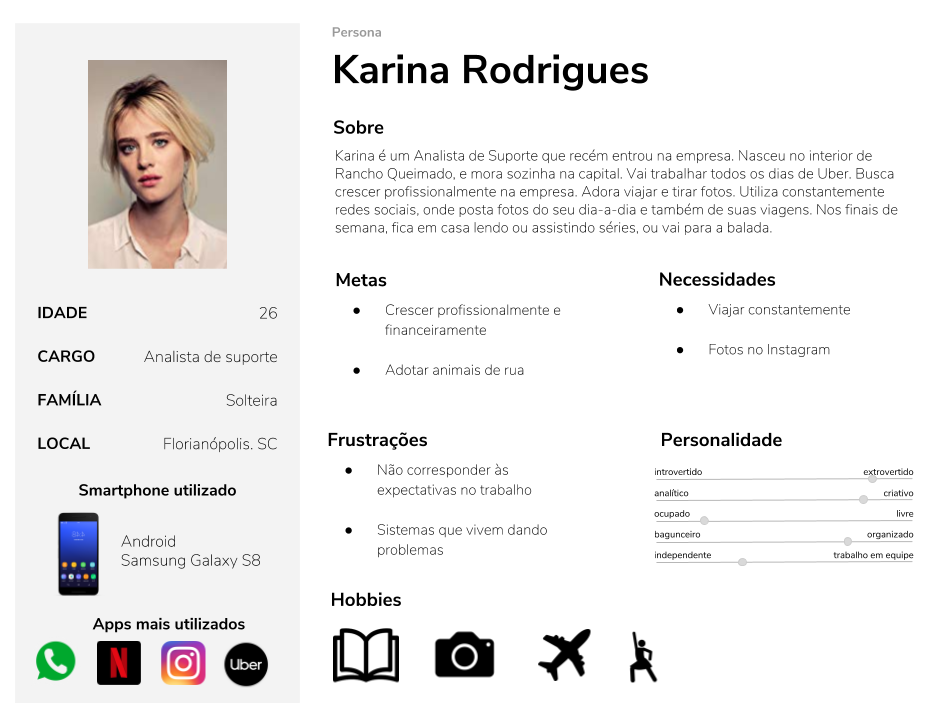 Persona
Karina Rodrigues
Sobre
Karina é um Analista de Suporte que recém entrou na empresa. Nasceu no interior de
Rancho Queimado, e mora sozinha na capital. Vai trabalhar todos os dias de Uber. Busca
crescer profissionalmente na empresa. Adora viajar e tirar fotos. Utiliza constantemente
redes sociais, onde posta fotos do seu dia-a-dia e também de suas viagens. Nos finais de
semana, fica em casa lendo ou assistindo séries, ou vai para a balada.
IDADE 26
CARGO Analista de suporte
FAMÍLIA Solteira
LOCAL Florianópolis. SC
Smartphone utilizado
Android
Samsung Galaxy S8
Apps mais utilizados
N
Uber
Metas
● Crescer profissionalmente e
financeiramente
● Adotar animais de rua
Necessidades
● Viajar constantemente
● Fotos no Instagram
Frustrações
● Não corresponder às
expectativas no trabalho
● Sistemas que vivem dando
problemas
Personalidade
introvertido extrovertido
analítico criativo
ocupado livre
bagunceiro organizado
independente trabalho em equipe
Hobbies